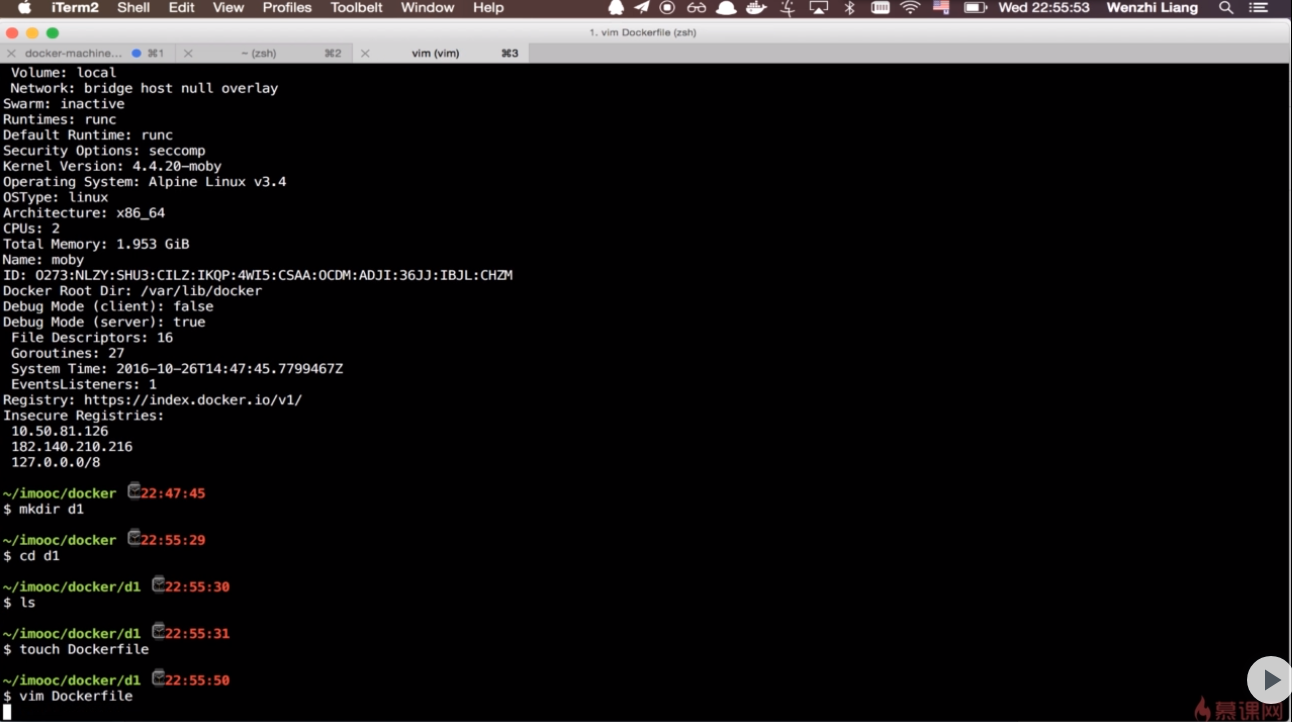 iTerm2 Shell Edit View Profiles Toolbelt Window Help Wed 22:55:53 Wenzhi Liang
1. vim Dockerfile (zsh)
docker-machine... ⌘1 ~ (zsh) ⌘2 vim (vim) ⌘3
Volume: local
Network: bridge host null overlay
Swarm: inactive
Runtimes: runc
Default Runtime: runc
Security Options: seccomp
Kernel Version: 4.4.20-moby
Operating System: Alpine Linux v3.4
OSType: linux
Architecture: x86_64
CPUs: 2
Total Memory: 1.953 GiB
Name: moby
ID: O273:NLZY:SHU3:CILZ:IKQP:4WI5:CSAA:OCDM:ADJI:36JJ:IBJL:CHZM
Docker Root Dir: /var/lib/docker
Debug Mode (client): false
Debug Mode (server): true
File Descriptors: 16
Goroutines: 27
System Time: 2016-10-26T14:47:45.7799467Z
EventsListeners: 1
Registry: https://index.docker.io/v1/
Insecure Registries:
10.50.81.126
182.140.210.216
127.0.0.0/8
~/imooc/docker 22:47:45
$ mkdir d1
~/imooc/docker 22:55:29
$ cd d1
~/imooc/docker/d1 22:55:30
$ ls
~/imooc/docker/d1 22:55:31
$ touch Dockerfile
~/imooc/docker/d1 22:55:50
$ vim Dockerfile
慕课网